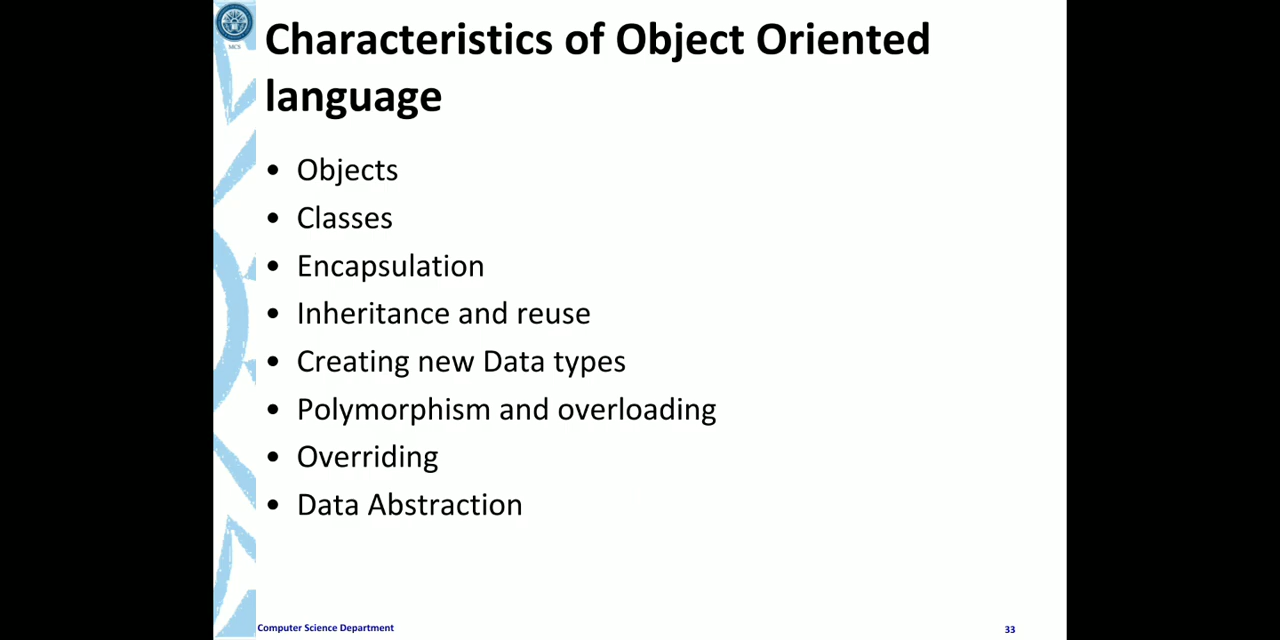 MCS
Characteristics of Object Oriented
language
• Objects
• Classes
• Encapsulation
• Inheritance and reuse
• Creating new Data types
• Polymorphism and overloading
• Overriding
• Data Abstraction
Computer Science Department
33